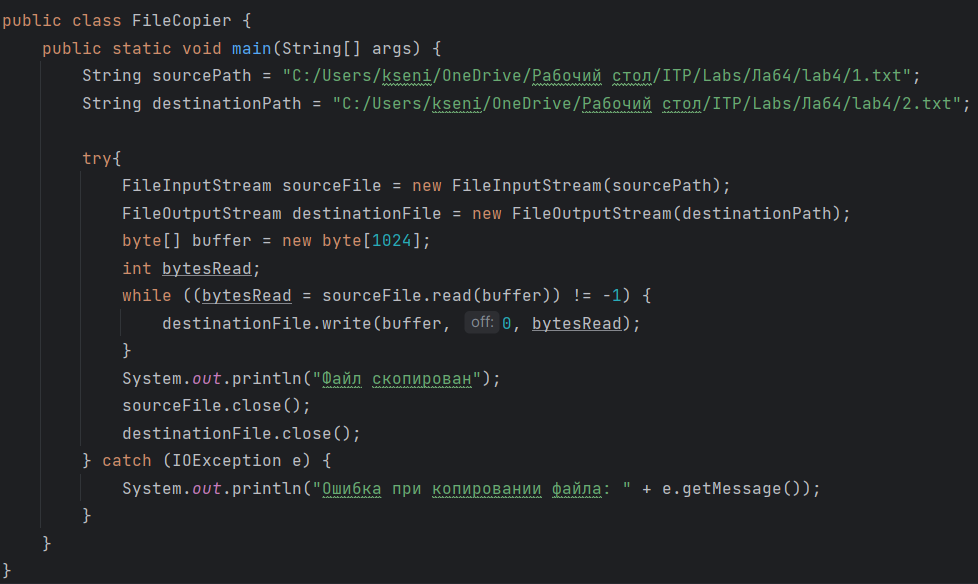 public class FileCopier {
    public static void main(String[] args) {
        String sourcePath = "C:/Users/kseni/OneDrive/Рабочий стол/ITP/Labs/Ла64/lab4/1.txt";
        String destinationPath = "C:/Users/kseni/OneDrive/Рабочий стол/ITP/Labs/Ла64/lab4/2.txt";

        try{
            FileInputStream sourceFile = new FileInputStream(sourcePath);
            FileOutputStream destinationFile = new FileOutputStream(destinationPath);
            byte[] buffer = new byte[1024];
            int bytesRead;
            while ((bytesRead = sourceFile.read(buffer)) != -1) {
                destinationFile.write(buffer, off: 0, bytesRead);
            }
            System.out.println("Файл скопирован");
            sourceFile.close();
            destinationFile.close();
        } catch (IOException e) {
            System.out.println("Ошибка при копировании файла: " + e.getMessage());
        }
    }
}